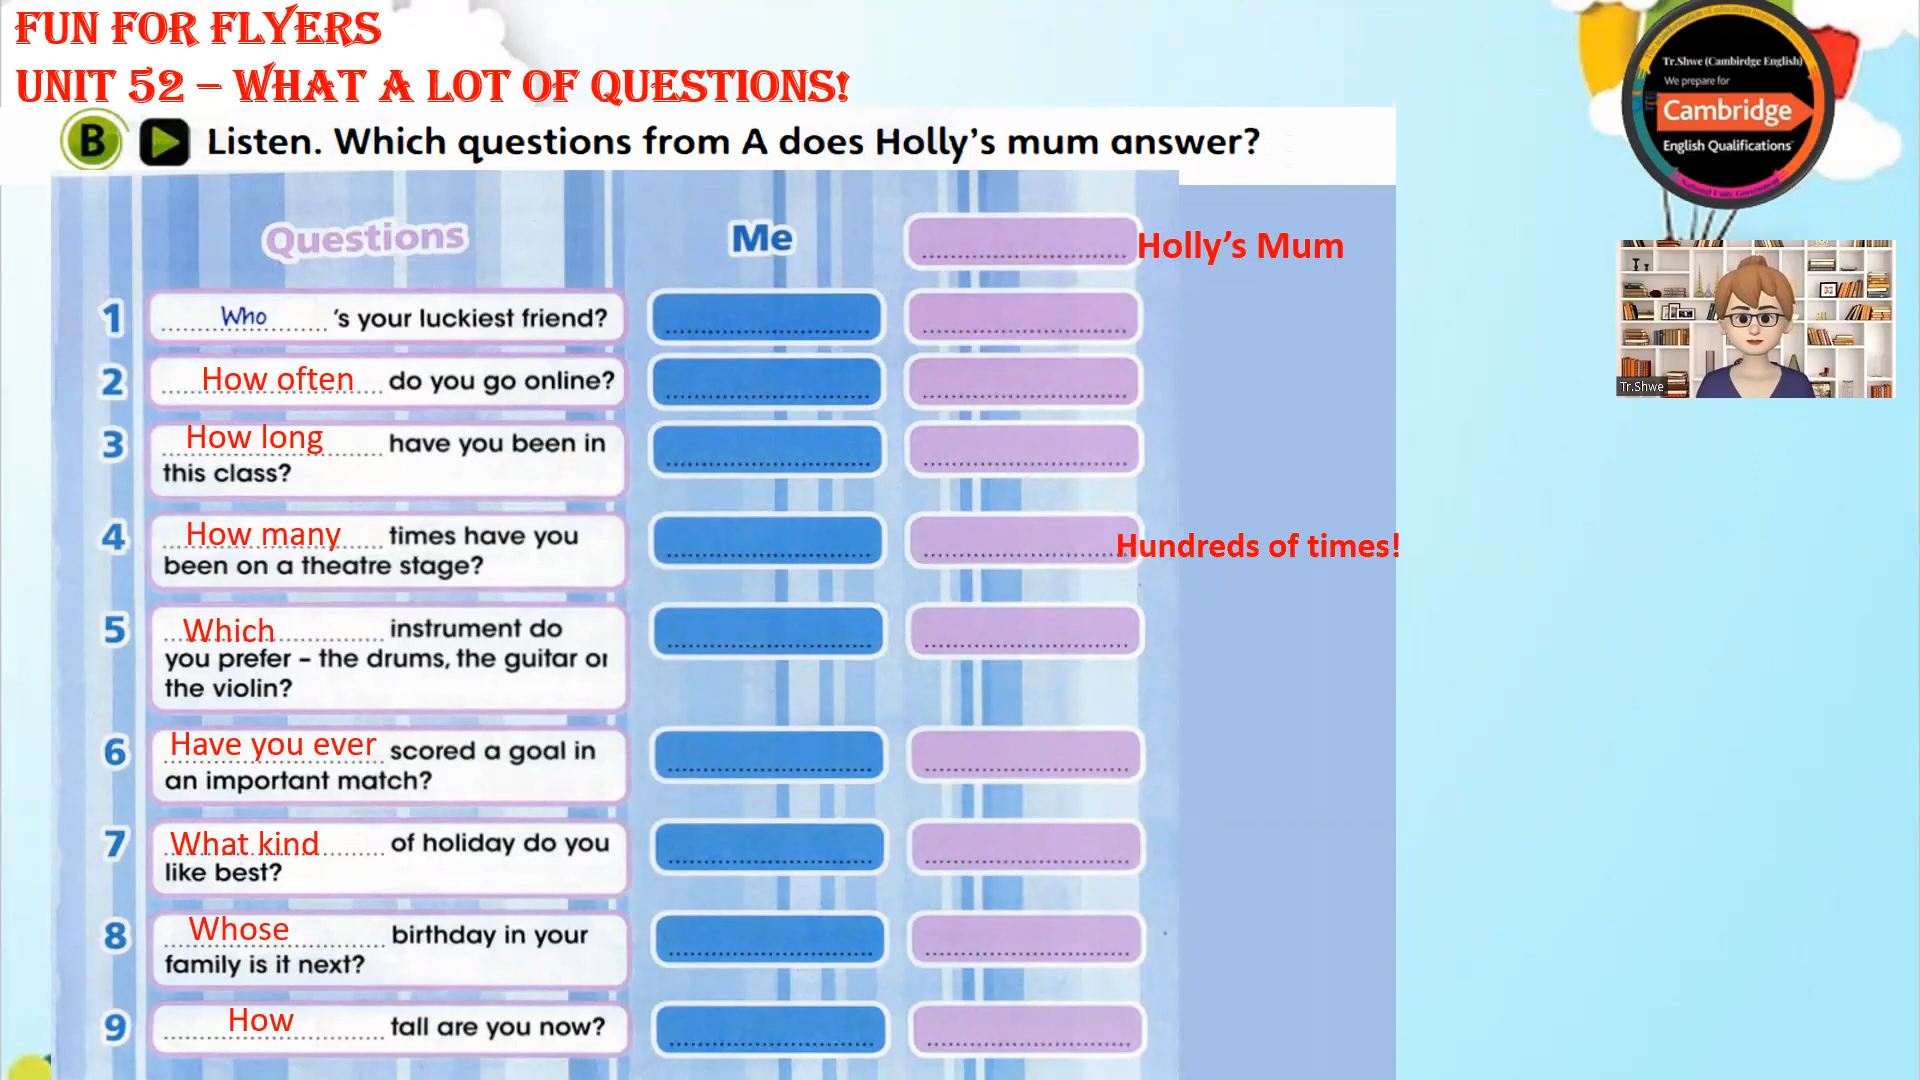 FUN FOR FLYERS
UNIT 52 – WHAT A LOT OF QUESTIONS!
B Listen. Which questions from A does Holly's mum answer?
Questions Me Holly's Mum
1 Who 's your luckiest friend?
2 How often do you go online?
3 How long have you been in
this class?
4 How many times have you
been on a theatre stage?
Hundreds of times!
5 Which instrument do
you prefer – the drums, the guitar or
the violin?
6 Have you ever scored a goal in
an important match?
7 What kind of holiday do you
like best?
8 Whose birthday in your
family is it next?
9 How tall are you now?
Tr.Shwe (Cambirdge English)
We prepare for
Cambridge
English Qualifications
Tr.Shwe